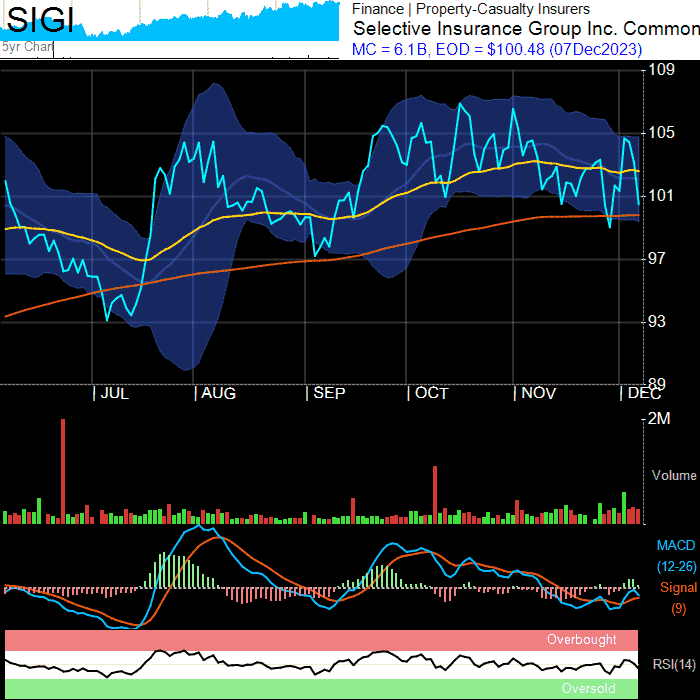 SIGI
5yr Chart
Finance | Property-Casualty Insurers
Selective Insurance Group Inc. Common
MC = 6.1B, EOD = $100.48 (07Dec2023)
109
105
101
97
93
89
| JUL | AUG | SEP | OCT | NOV | DEC
2M
Volume
MACD
(12-26)
Signal
(9)
Overbought
RSI(14)
Oversold